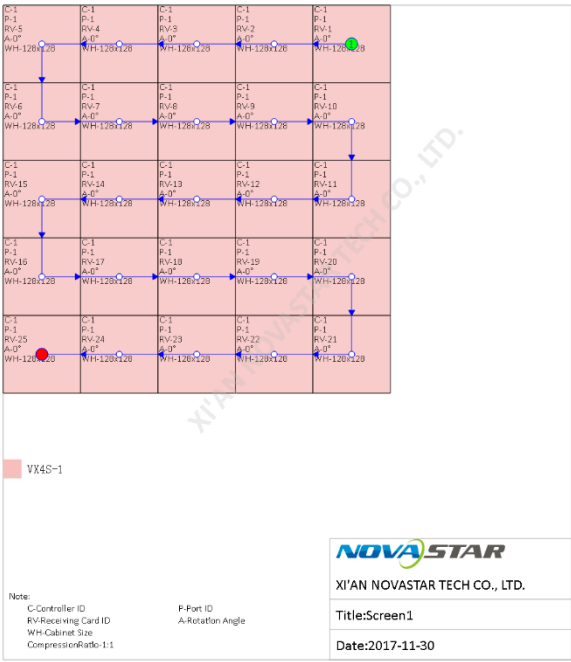 C-1
P-1
RV-5
A-0°
WH-128x128
C-1
P-1
RV-4
A-0°
WH-128x128
C-1
P-1
RV-3
A-0°
WH-128x128
C-1
P-1
RV-2
A-0°
WH-128x128
C-1
P-1
RV-1
A-0°
WH-128x128
1
C-1
P-1
RV-6
A-0°
WH-128x128
C-1
P-1
RV-7
A-0°
WH-128x128
C-1
P-1
RV-8
A-0°
WH-128x128
C-1
P-1
RV-9
A-0°
WH-128x128
C-1
P-1
RV-10
A-0°
WH-128x128
C-1
P-1
RV-15
A-0°
WH-128x128
C-1
P-1
RV-14
A-0°
WH-128x128
C-1
P-1
RV-13
A-0°
WH-128x128
C-1
P-1
RV-12
A-0°
WH-128x128
C-1
P-1
RV-11
A-0°
WH-128x128
C-1
P-1
RV-16
A-0°
WH-128x128
C-1
P-1
RV-17
A-0°
WH-128x128
C-1
P-1
RV-18
A-0°
WH-128x128
C-1
P-1
RV-19
A-0°
WH-128x128
C-1
P-1
RV-20
A-0°
WH-128x128
C-1
P-1
RV-25
A-0°
WH-128x128
C-1
P-1
RV-24
A-0°
WH-128x128
C-1
P-1
RV-23
A-0°
WH-128x128
C-1
P-1
RV-22
A-0°
WH-128x128
C-1
P-1
RV-21
A-0°
WH-128x128
XI'AN NOVASTAR TECH CO., LTD.
VX4S-1
Note:
C-Controller ID
P-Port ID
RV-Receiving Card ID
A-Rotation Angle
WH-Cabinet Size
CompressionRatio-1:1
NOVASTAR
XI'AN NOVASTAR TECH CO., LTD.
Title:Screen1
Date:2017-11-30